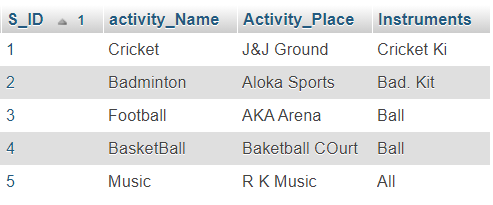 S_ID 1 activity_Name Activity_Place Instruments
1 Cricket J&J Ground Cricket Ki
2 Badminton Aloka Sports Bad. Kit
3 Football AKA Arena Ball
4 BasketBall Baketball COurt Ball
5 Music R K Music All